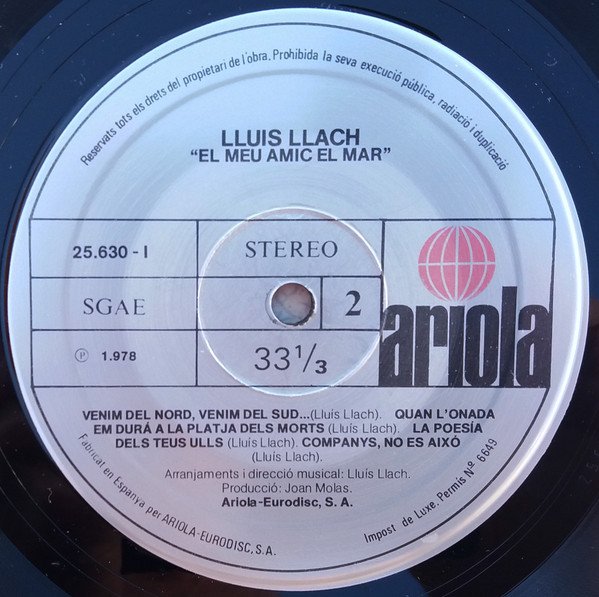 Reservats tots els drets del propietari de l'obra. Prohibida la seva execució pública, radiació i duplicació
LLUIS LLACH
"EL MEU AMIC EL MAR"
25.630 - I
STEREO
SGAE
2
ariola
Ⓟ 1.978
33 1/3
VENIM DEL NORD, VENIM DEL SUD...(Lluís Llach). QUAN L'ONADA
EM DURÁ A LA PLATJA DELS MORTS (Lluís Llach). LA POESÍA
DELS TEUS ULLS (Lluís Llach). COMPANYS, NO ES AIXÓ
(Lluís Llach).
Arranjaments i direcció musical: Lluís Llach.
Producció: Joan Molas.
Ariola-Eurodisc, S. A.
Fabricat en Espanya per ARIOLA-EURODISC, S.A.
Impost de Luxe. Permis Nº 6649